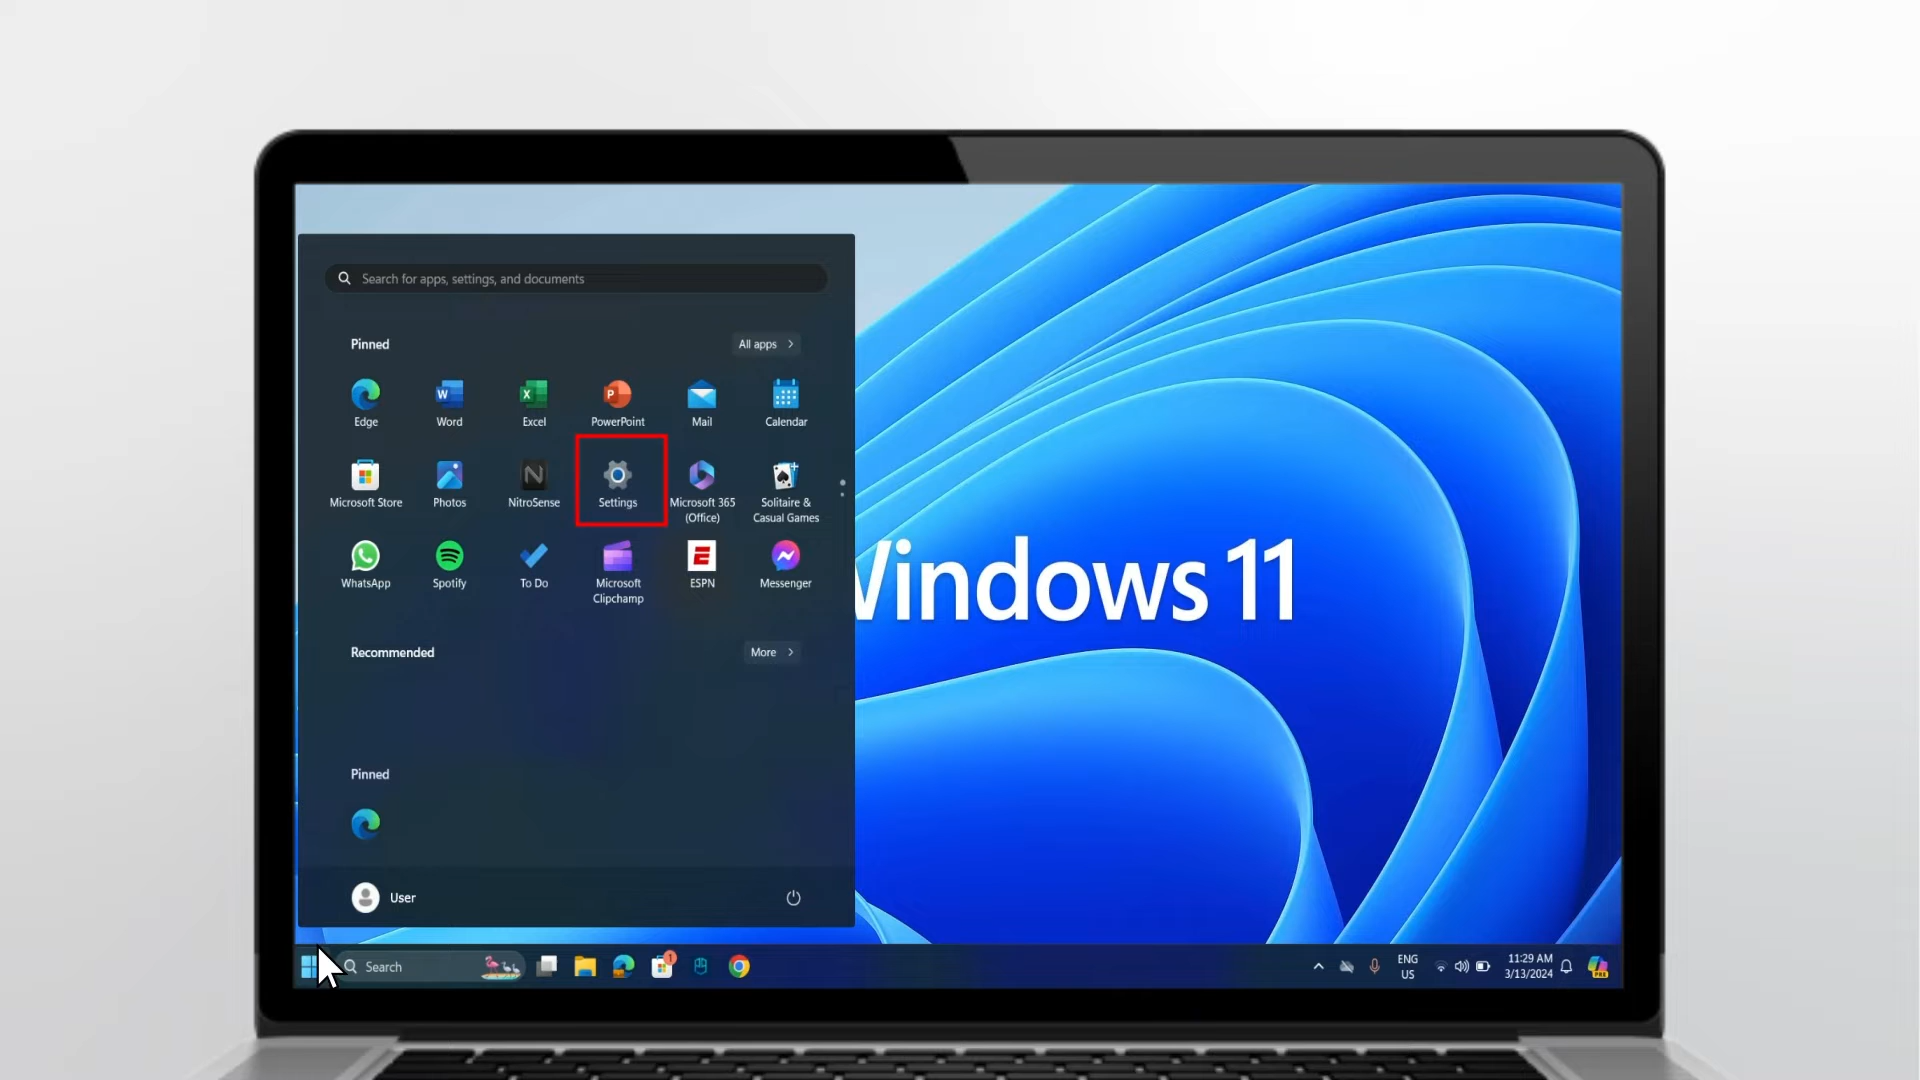 Search for apps, settings, and documents
Pinned
All apps
Edge
Word
Excel
PowerPoint
Mail
Calendar
Microsoft Store
Photos
NitroSense
Settings
Microsoft 365
(Office)
Solitaire &
Casual Games
WhatsApp
Spotify
To Do
Microsoft
Clipchamp
ESPN
Messenger
indows 11
Recommended
More
Pinned
User
Search
1
ENG
US
11:29 AM
3/13/2024
PRE